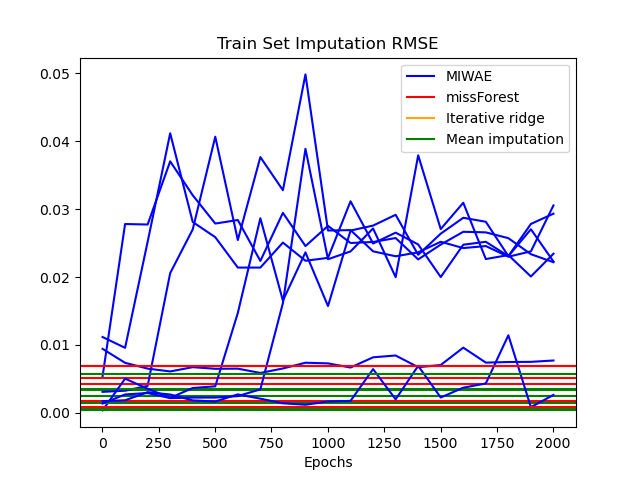 Train Set Imputation RMSE
0.05
0.04
0.03
0.02
0.01
0.00
MIWAE
missForest
Iterative ridge
Mean imputation
0 250 500 750 1000 1250 1500 1750 2000
Epochs